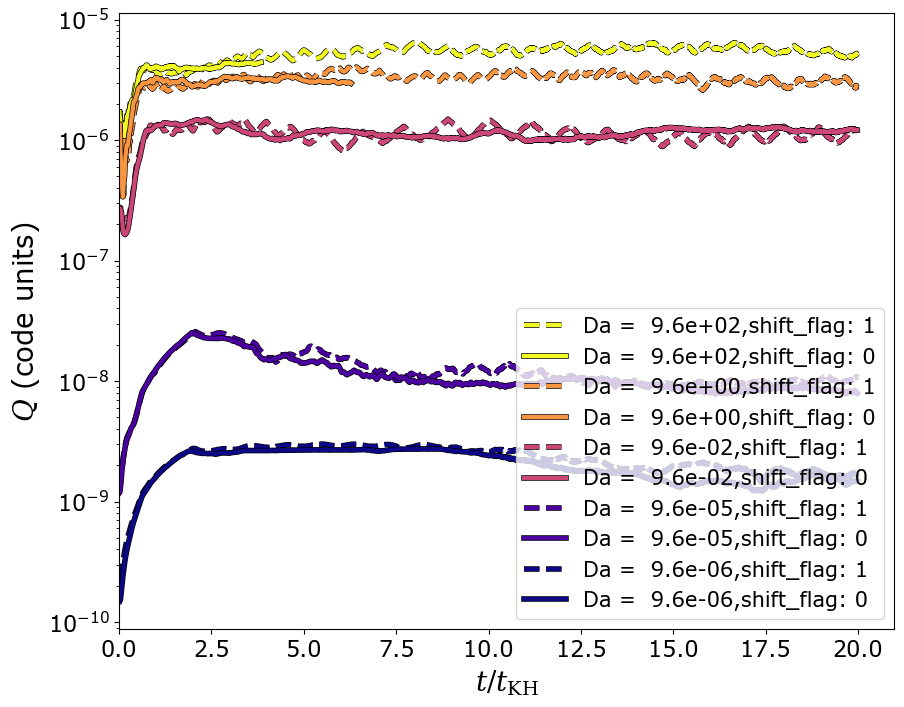 10⁻⁵
10⁻⁶
10⁻⁷
10⁻⁸
10⁻⁹
10⁻¹⁰
Q (code units)
Da =  9.6e+02,shift_flag: 1
Da =  9.6e+02,shift_flag: 0
Da =  9.6e+00,shift_flag: 1
Da =  9.6e+00,shift_flag: 0
Da =  9.6e-02,shift_flag: 1
Da =  9.6e-02,shift_flag: 0
Da =  9.6e-05,shift_flag: 1
Da =  9.6e-05,shift_flag: 0
Da =  9.6e-06,shift_flag: 1
Da =  9.6e-06,shift_flag: 0
0.0 2.5 5.0 7.5 10.0 12.5 15.0 17.5 20.0
t/t_KH